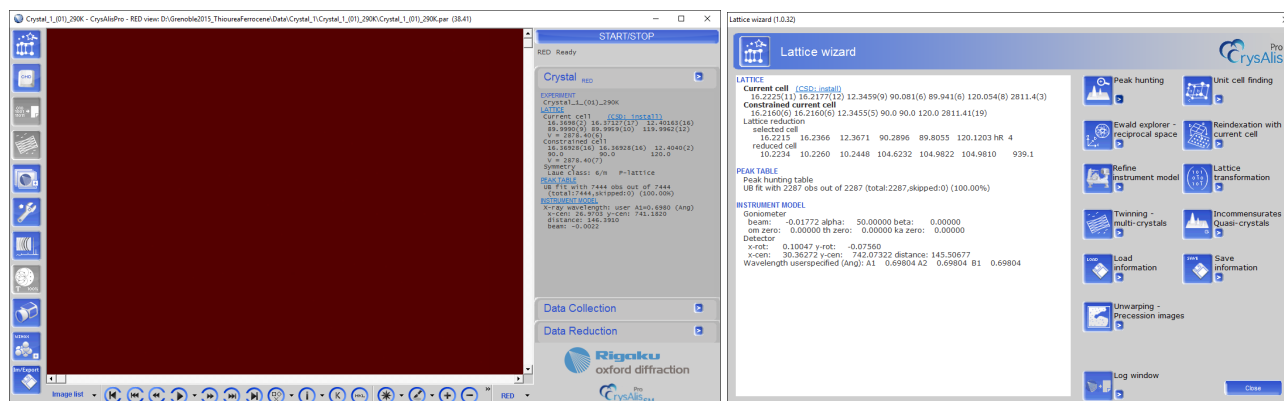 Crystal_1_(01)_290K - CrysAlisPro - RED view: D:\Grenoble2015_ThioureaFerrocene\Data\Crystal_1\Crystal_1_(01)_290K\Crystal_1_(01)_290K.par (38.41)
START/STOP
RED Ready
Crystal RED
EXPERIMENT
Crystal_1_(01)_290K
LATTICE
Current cell (CSD: install)
16.3696(2) 16.37127(17) 12.40163(16)
89.9990(9) 89.9959(10) 119.9962(12)
V = 2878.40(6)
Constrained cell
16.36928(16) 16.36928(16) 12.4040(2)
90.0 90.0 120.0
V = 2878.40(7)
Symmetry
Laue class: 6/m P-lattice
PEAK TABLE
UB fit with 7444 obs out of 7444
(total:7444,skipped:0) (100.00%)
INSTRUMENT MODEL
X-ray wavelength: user A1=0.6980 (Ang)
x-cen: 26.9703 y-cen: 741.1820
distance: 146.3910
beam: -0.0022
Data Collection
Data Reduction
Rigaku
oxford diffraction
CrysAlis Pro
Image list
RED
Im/Export
Lattice wizard (1.0.32)
Lattice wizard
CrysAlis Pro
LATTICE
Current cell (CSD: install)
16.2225(11) 16.2177(12) 12.3459(9) 90.081(6) 89.941(6) 120.054(8) 2811.4(3)
Constrained current cell
16.2160(6) 16.2160(6) 12.3455(5) 90.0 90.0 120.0 2811.41(19)
Lattice reduction
selected cell
16.2215 16.2366 12.3671 90.2896 89.8055 120.1203 hR 4
reduced cell
10.2234 10.2260 10.2448 104.6232 104.9822 104.9810 939.1
PEAK TABLE
Peak hunting table
UB fit with 2287 obs out of 2287 (total:2287,skipped:0) (100.00%)
INSTRUMENT MODEL
Goniometer
beam: -0.01772 alpha: 50.00000 beta: 0.00000
om zero: 0.00000 th zero: 0.00000 ka zero: 0.00000
Detector
x-rot: 0.10047 y-rot: -0.07560
x-cen: 30.36272 y-cen: 742.07322 distance: 145.50677
Wavelength userspecified (Ang): A1 0.69804 A2 0.69804 B1 0.69804
Peak hunting
Unit cell finding
Ewald explorer - reciprocal space
Reindexation with current cell
Refine instrument model
Lattice transformation
Twinning - multi-crystals
Incommensurates Quasi-crystals
Load information
Save information
Unwarping - Precession images
Log window
Close